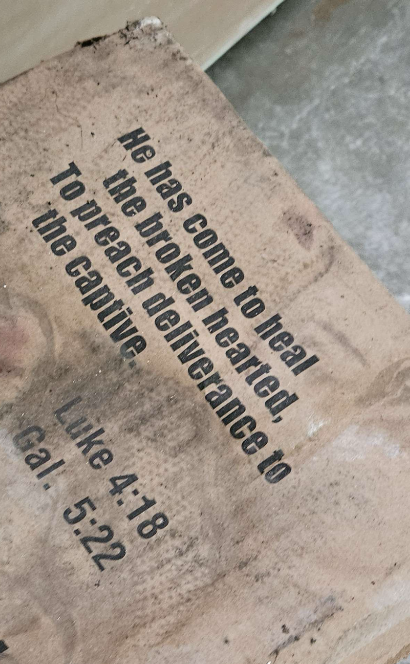 He has come to heal
the broken hearted,
To preach deliverance to
the captive.
Luke 4:18
Gal. 5:22